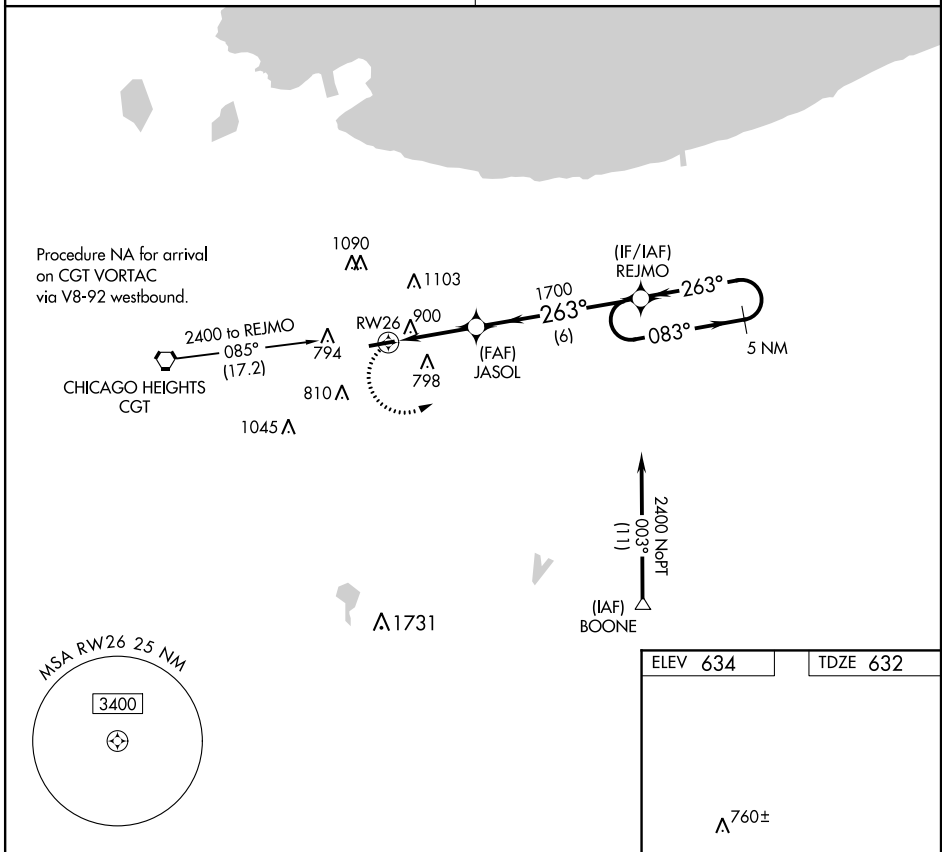 Procedure NA for arrival
on CGT VORTAC
via V8-92 westbound.
1090
1103
(IF/IAF)
REJMO
1700
263°
(6)
263°
083°
5 NM
2400 to REJMO
085°
(17.2)
CHICAGO HEIGHTS
CGT
794
RW26
900
(FAF)
JASOL
798
810
1045
2400 NoPT
003°
(11)
(IAF)
BOONE
1731
MSA RW26 25 NM
3400
ELEV 634
TDZE 632
760±